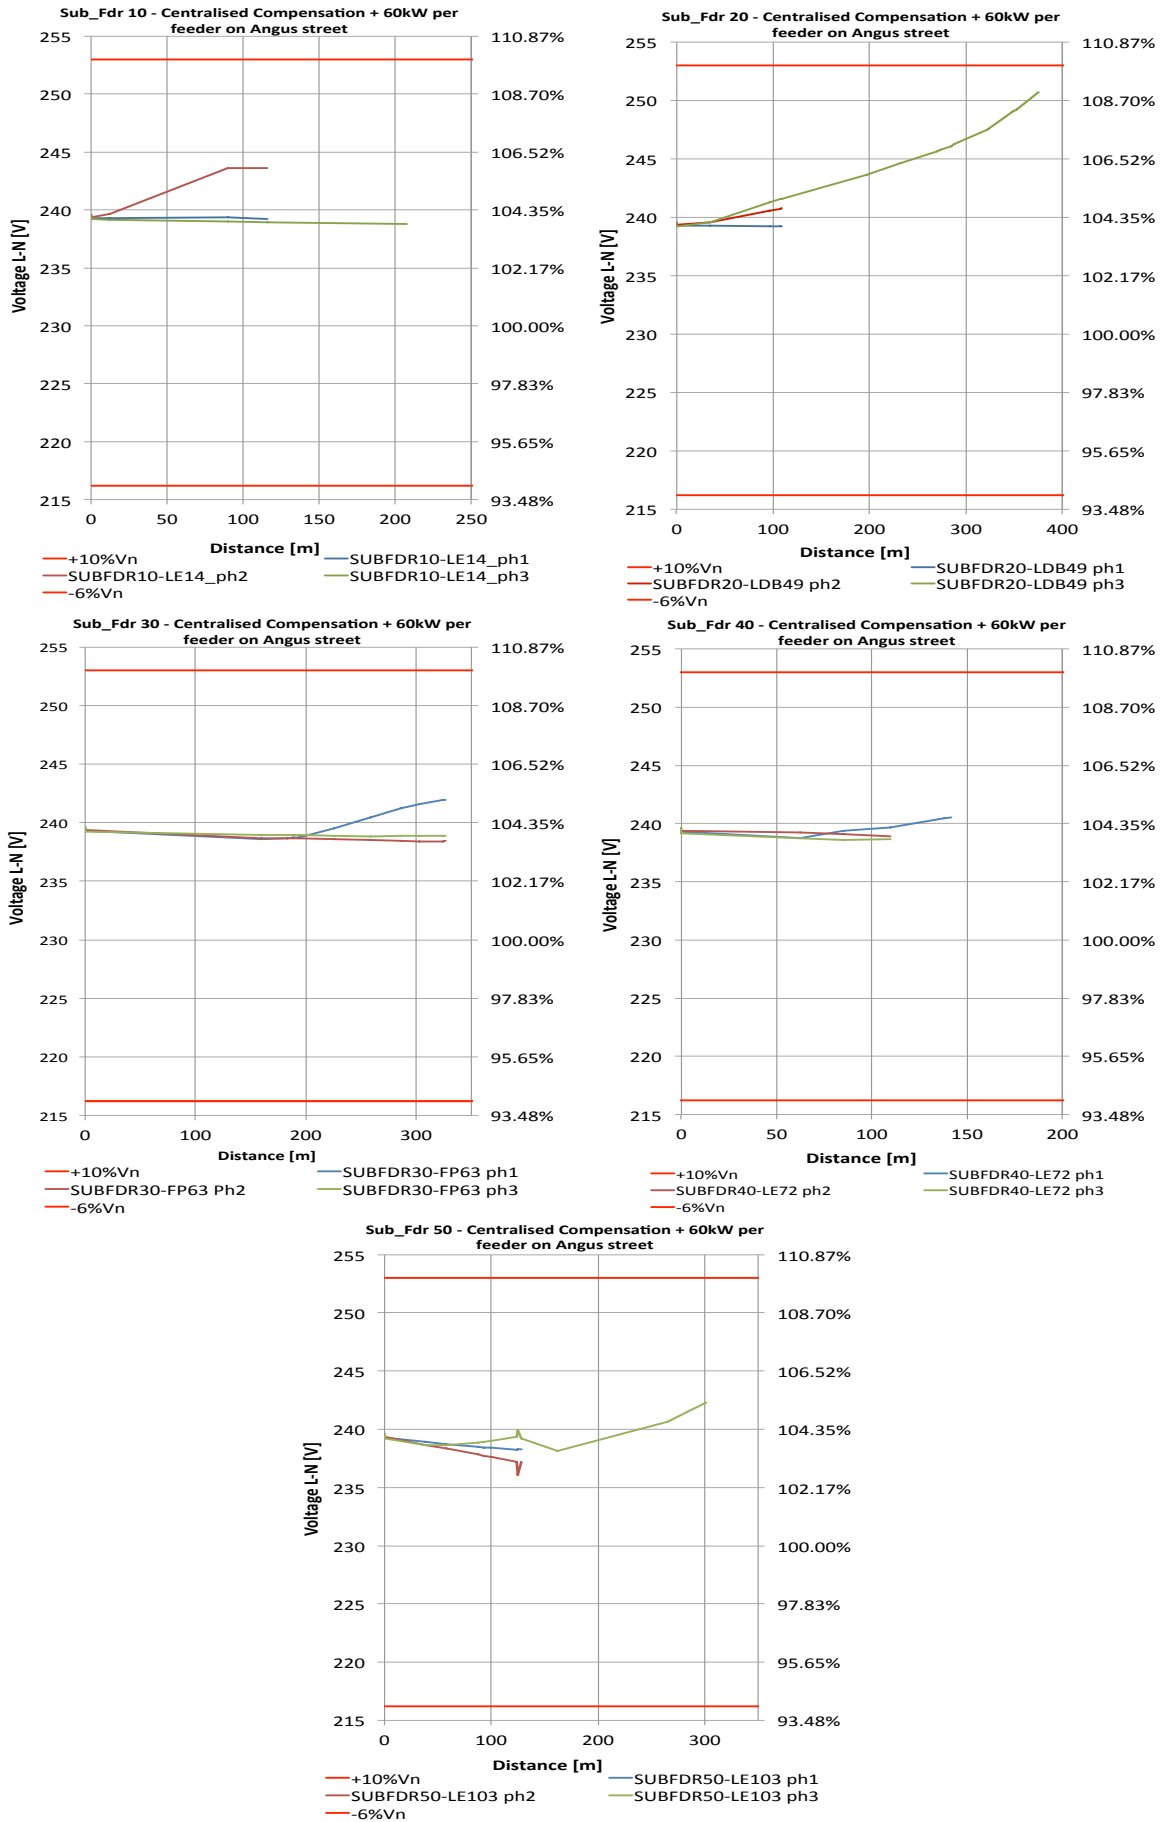 Sub_Fdr 10 - Centralised Compensation + 60kW per
feeder on Angus street
255
250
245
240
235
230
225
220
215
110.87%
108.70%
106.52%
104.35%
102.17%
100.00%
97.83%
95.65%
93.48%
Voltage L-N [V]
0 50 100 150 200 250
Distance [m]
+10%Vn SUBFDR10-LE14_ph1
SUBFDR10-LE14_ph2 SUBFDR10-LE14_ph3
-6%Vn
Sub_Fdr 20 - Centralised Compensation + 60kW per
feeder on Angus street
255
250
245
240
235
230
225
220
215
110.87%
108.70%
106.52%
104.35%
102.17%
100.00%
97.83%
95.65%
93.48%
Voltage L-N [V]
0 100 200 300 400
Distance [m]
+10%Vn SUBFDR20-LDB49 ph1
SUBFDR20-LDB49 ph2 SUBFDR20-LDB49 ph3
-6%Vn
Sub_Fdr 30 - Centralised Compensation + 60kW per
feeder on Angus street
255
250
245
240
235
230
225
220
215
110.87%
108.70%
106.52%
104.35%
102.17%
100.00%
97.83%
95.65%
93.48%
Voltage L-N [V]
0 100 200 300
Distance [m]
+10%Vn SUBFDR30-FP63 ph1
SUBFDR30-FP63 Ph2 SUBFDR30-FP63 ph3
-6%Vn
Sub_Fdr 40 - Centralised Compensation + 60kW per
feeder on Angus street
255
250
245
240
235
230
225
220
215
110.87%
108.70%
106.52%
104.35%
102.17%
100.00%
97.83%
95.65%
93.48%
Voltage L-N [V]
0 50 100 150 200
Distance [m]
+10%Vn SUBFDR40-LE72 ph1
SUBFDR40-LE72 ph2 SUBFDR40-LE72 ph3
-6%Vn
Sub_Fdr 50 - Centralised Compensation + 60kW per
feeder on Angus street
255
250
245
240
235
230
225
220
215
110.87%
108.70%
106.52%
104.35%
102.17%
100.00%
97.83%
95.65%
93.48%
Voltage L-N [V]
0 100 200 300
Distance [m]
+10%Vn SUBFDR50-LE103 ph1
SUBFDR50-LE103 ph2 SUBFDR50-LE103 ph3
-6%Vn